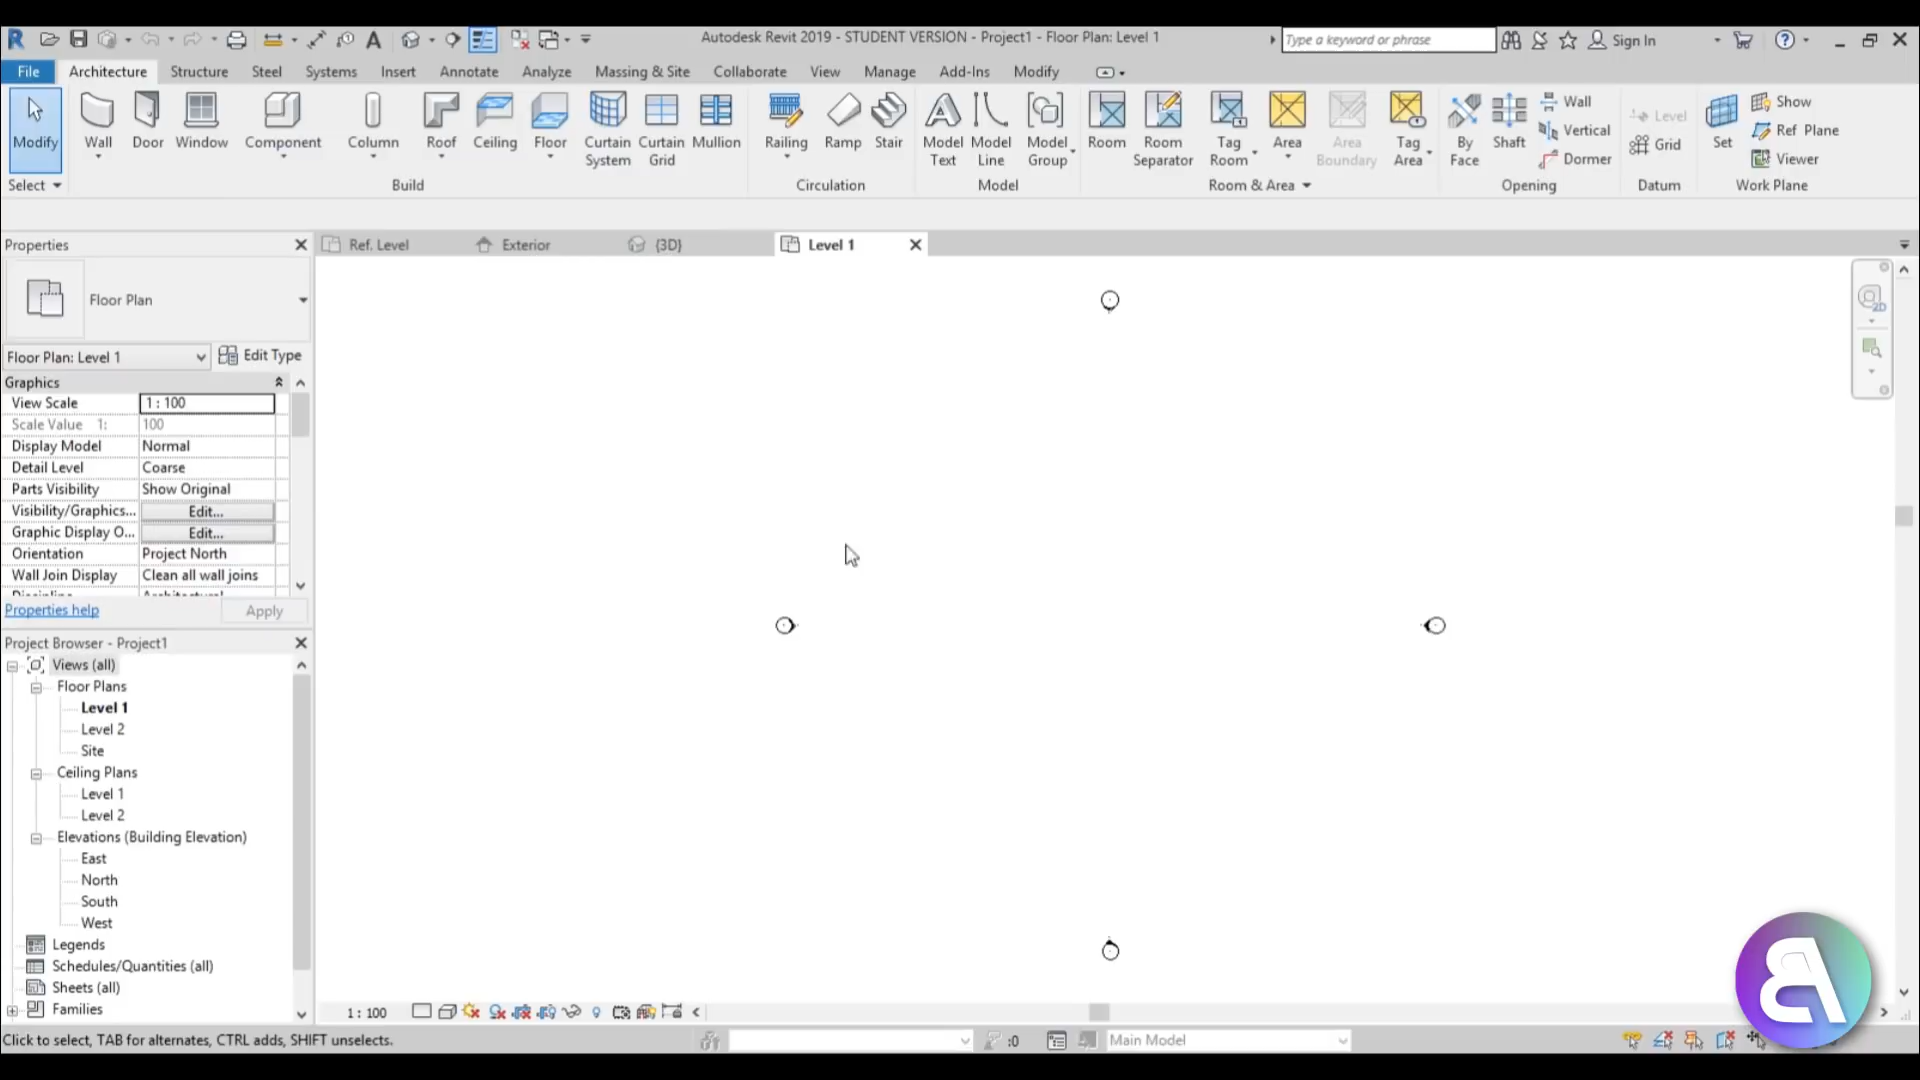 Autodesk Revit 2019 - STUDENT VERSION - Project1 - Floor Plan: Level 1
Type a keyword or phrase
Sign In
File Architecture Structure Steel Systems Insert Annotate Analyze Massing & Site Collaborate View Manage Add-Ins Modify
Modify Wall Door Window Component Column Roof Ceiling Floor Curtain System Curtain Grid Mullion Railing Ramp Stair Model Text Model Line Model Group Room Room Separator Tag Room Area Area Boundary Tag Area By Face Shaft Wall Vertical Dormer Level Grid Set Show Ref Plane Viewer
Select Build Circulation Model Room & Area Opening Datum Work Plane
Properties
Ref. Level Exterior {3D} Level 1
Floor Plan
Floor Plan: Level 1 Edit Type
Graphics
View Scale 1 : 100
Scale Value 1: 100
Display Model Normal
Detail Level Coarse
Parts Visibility Show Original
Visibility/Graphics... Edit...
Graphic Display O... Edit...
Orientation Project North
Wall Join Display Clean all wall joins
Properties help Apply
Project Browser - Project1
Views (all)
Floor Plans
Level 1
Level 2
Site
Ceiling Plans
Level 1
Level 2
Elevations (Building Elevation)
East
North
South
West
Legends
Schedules/Quantities (all)
Sheets (all)
Families
1 : 100
Click to select, TAB for alternates, CTRL adds, SHIFT unselects.
:0
Main Model